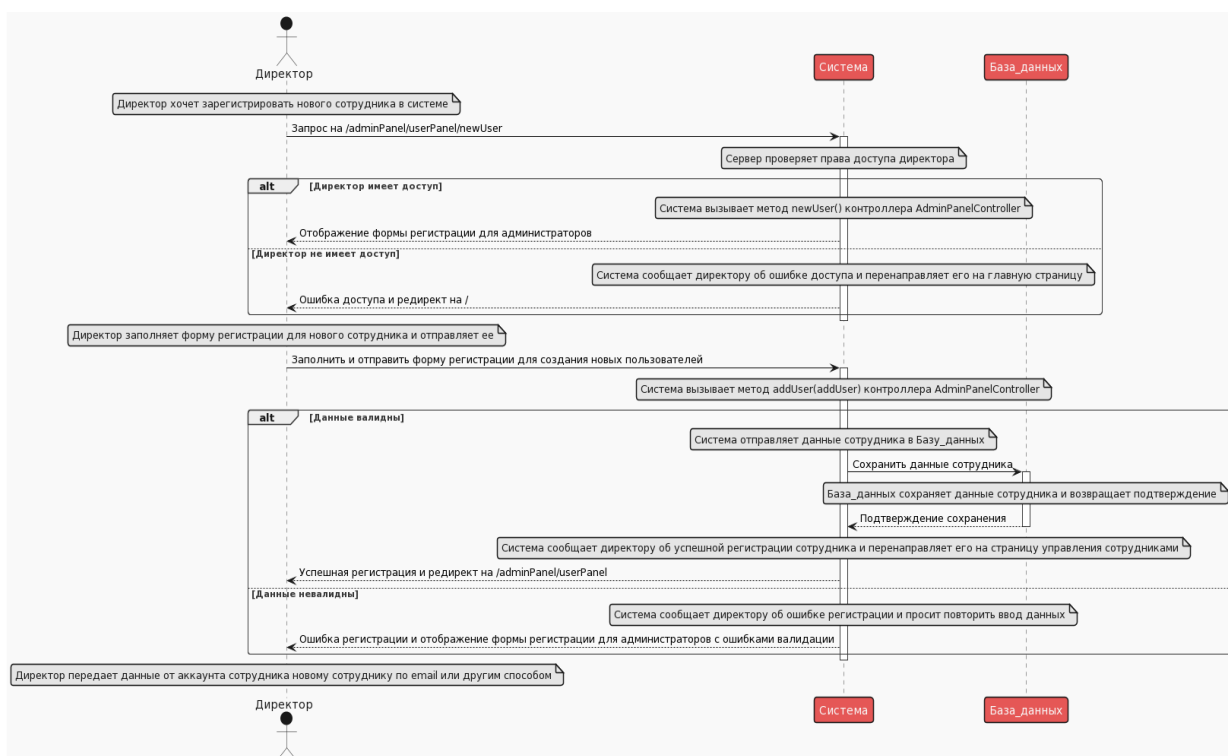 Директор
Система
База_данных
Директор хочет зарегистрировать нового сотрудника в системе
Запрос на /adminPanel/userPanel/newUser
Сервер проверяет права доступа директора
alt
[Директор имеет доступ]
Система вызывает метод newUser() контроллера AdminPanelController
Отображение формы регистрации для администраторов
[Директор не имеет доступ]
Система сообщает директору об ошибке доступа и перенаправляет его на главную страницу
Ошибка доступа и редирект на /
Директор заполняет форму регистрации для нового сотрудника и отправляет ее
Заполнить и отправить форму регистрации для создания новых пользователей
Система вызывает метод addUser(addUser) контроллера AdminPanelController
alt
[Данные валидны]
Система отправляет данные сотрудника в Базу_данных
Сохранить данные сотрудника
База_данных сохраняет данные сотрудника и возвращает подтверждение
Подтверждение сохранения
Система сообщает директору об успешной регистрации сотрудника и перенаправляет его на страницу управления сотрудниками
Успешная регистрация и редирект на /adminPanel/userPanel
[Данные невалидны]
Система сообщает директору об ошибке регистрации и просит повторить ввод данных
Ошибка регистрации и отображение формы регистрации для администраторов с ошибками валидации
Директор передает данные от аккаунта сотрудника новому сотруднику по email или другим способом
Директор
Система
База_данных